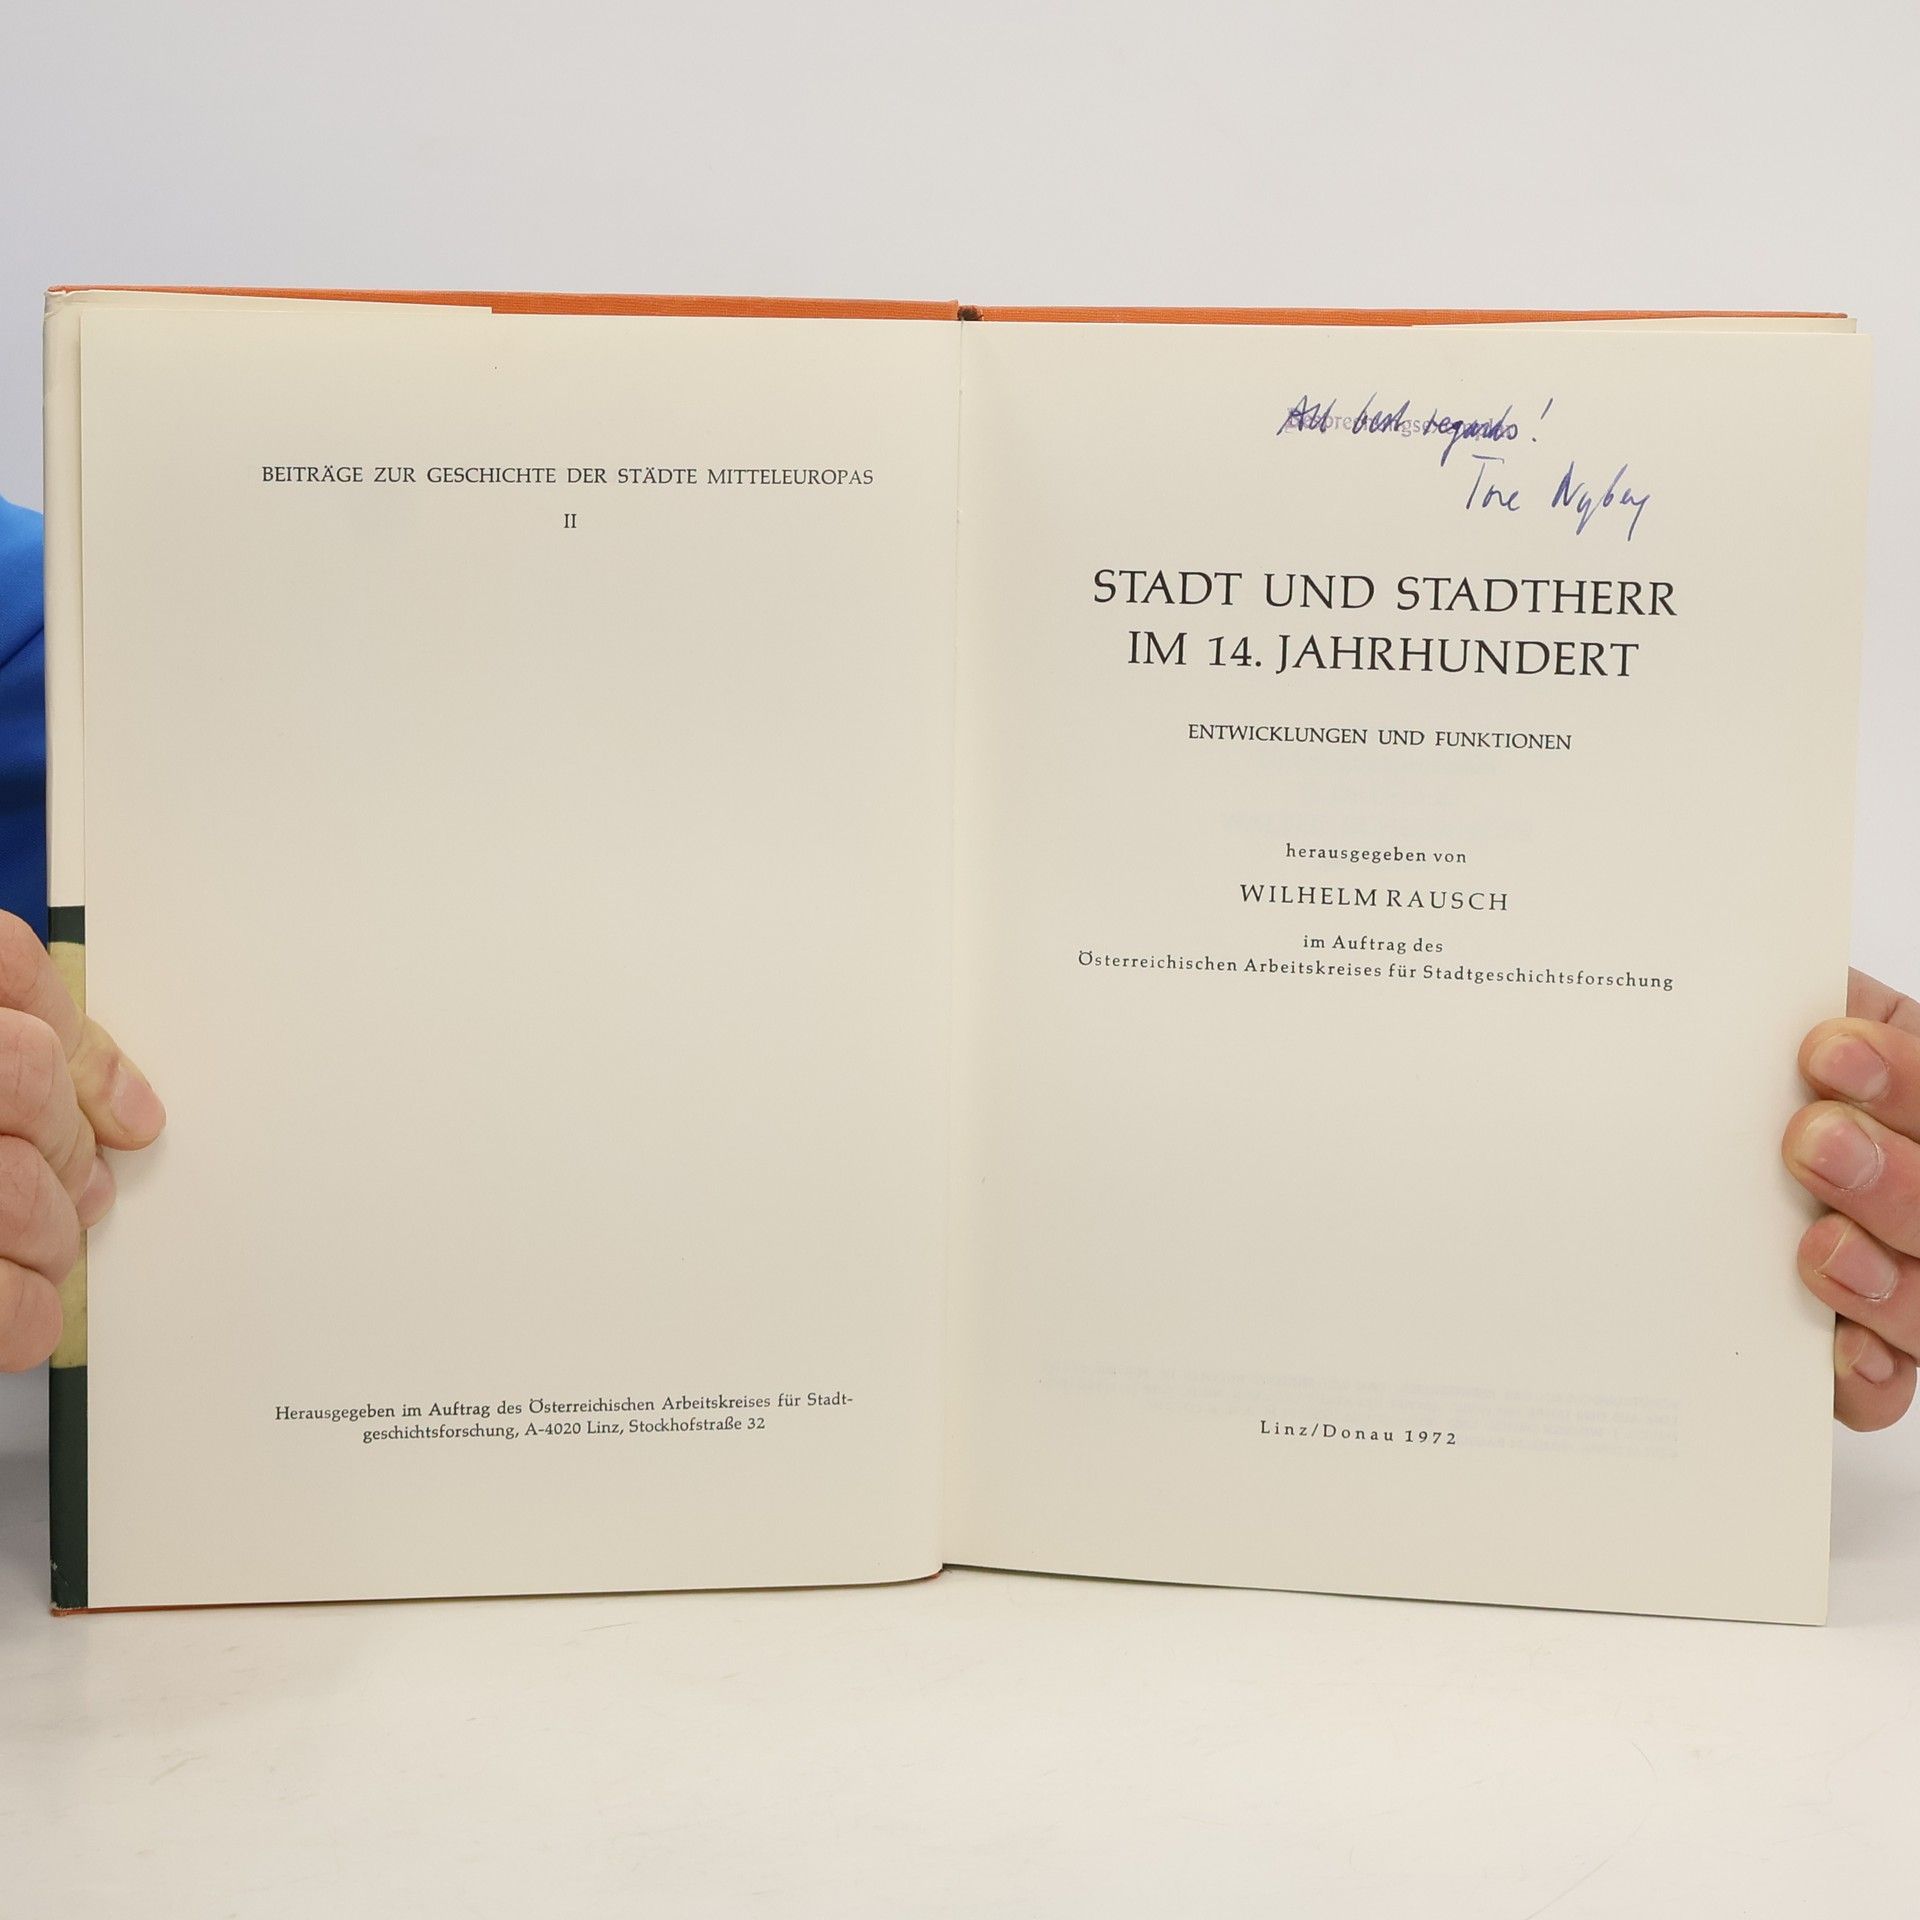 BEITRÄGE ZUR GESCHICHTE DER STÄDTE MITTELEUROPAS
II
Herausgegeben im Auftrag des Österreichischen Arbeitskreises für Stadt-
geschichtsforschung, A-4020 Linz, Stockhofstraße 32
All best regards!
Tore Nyberg
STADT UND STADTHERR
IM 14. JAHRHUNDERT
ENTWICKLUNGEN UND FUNKTIONEN
herausgegeben von
WILHELM RAUSCH
im Auftrag des
Österreichischen Arbeitskreises für Stadtgeschichtsforschung
Linz/Donau 1972